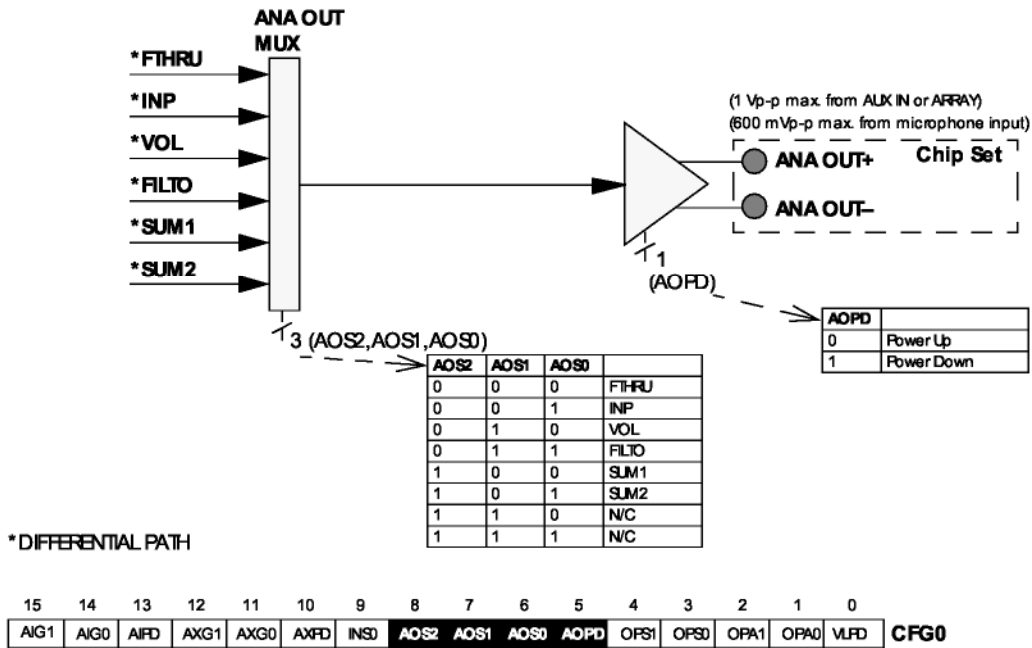 ANA OUT
MUX
*FTHRU
*INP
*VOL
*FILTO
*SUM1
*SUM2
(1 Vp-p max. from AUX IN or ARRAY)
(600 mVp-p max. from microphone input)
Chip Set
ANA OUT+
ANA OUT–
1
(AOPD)
3 (AOS2,AOS1,AOS0)
AOPD
0 Power Up
1 Power Down
AOS2 AOS1 AOS0
0 0 0 FTHRU
0 0 1 INP
0 1 0 VOL
0 1 1 FILTO
1 0 0 SUM1
1 0 1 SUM2
1 1 0 N/C
1 1 1 N/C
*DIFFERENTIAL PATH
15 14 13 12 11 10 9 8 7 6 5 4 3 2 1 0
AIG1 AIG0 AIPD AXG1 AXG0 AXPD INS0 AOS2 AOS1 AOS0 AOPD OPS1 OPS0 OPA1 OPA0 VLPD CFG0